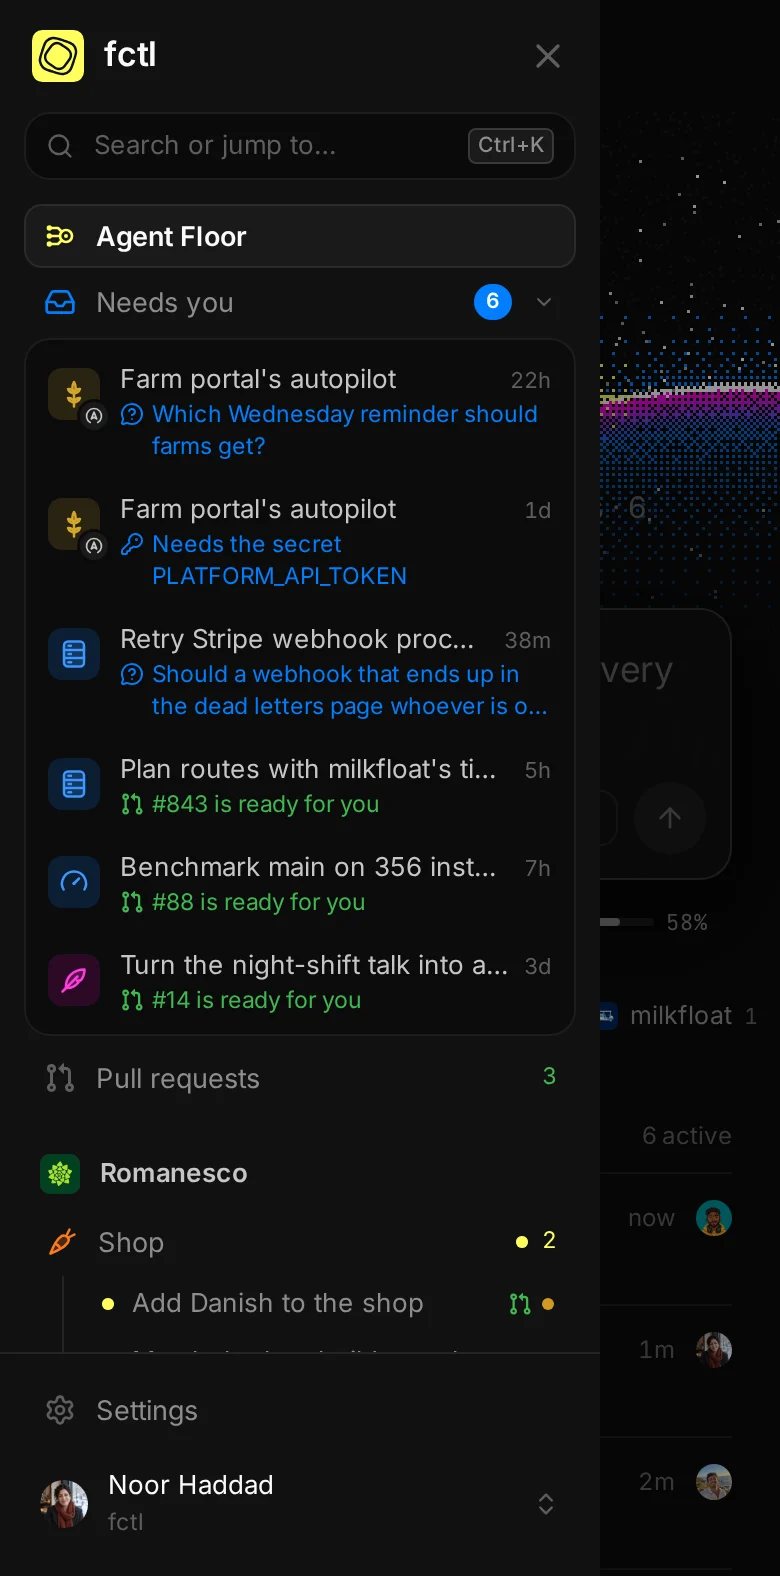 fctl
Search or jump to...
Ctrl+K
Agent Floor
Needs you
6
Farm portal's autopilot
22h
Which Wednesday reminder should
farms get?
Farm portal's autopilot
1d
Needs the secret
PLATFORM_API_TOKEN
Retry Stripe webhook proc...
38m
Should a webhook that ends up in
the dead letters page whoever is o...
Plan routes with milkfloat's ti...
5h
#843 is ready for you
Benchmark main on 356 inst...
7h
#88 is ready for you
Turn the night-shift talk into a...
3d
#14 is ready for you
Pull requests
3
Romanesco
Shop
2
Add Danish to the shop
Settings
Noor Haddad
fctl
· 6
very
58%
milkfloat 1
6 active
now
1m
2m